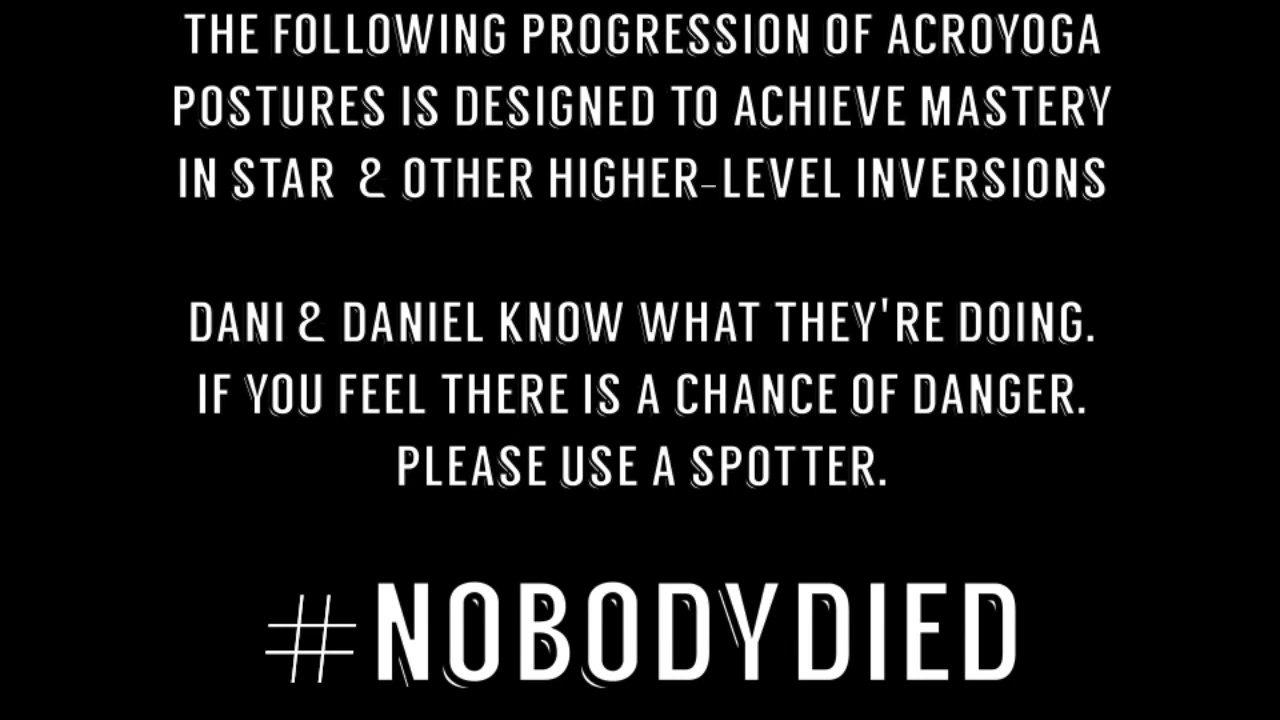 THE FOLLOWING PROGRESSION OF ACROYOGA
POSTURES IS DESIGNED TO ACHIEVE MASTERY
IN STAR & OTHER HIGHER-LEVEL INVERSIONS
DANI & DANIEL KNOW WHAT THEY'RE DOING.
IF YOU FEEL THERE IS A CHANCE OF DANGER.
PLEASE USE A SPOTTER.
#NOBODYDIED